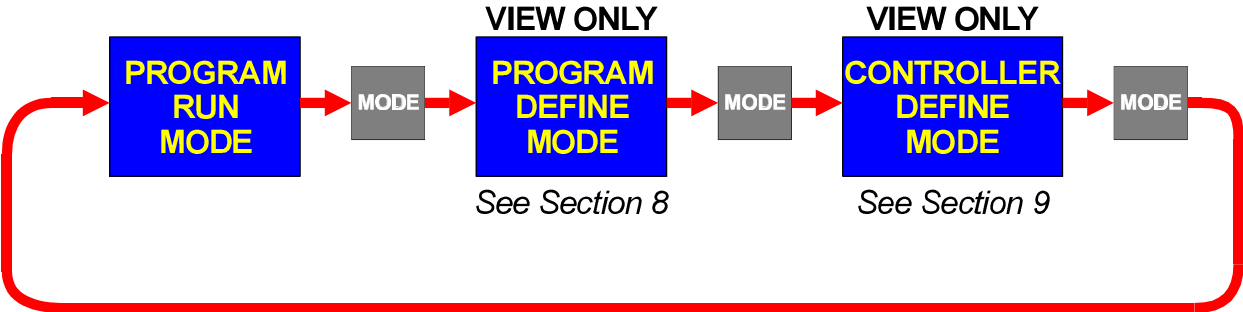 VIEW ONLY
VIEW ONLY
PROGRAM
RUN
MODE
MODE
PROGRAM
DEFINE
MODE
MODE
CONTROLLER
DEFINE
MODE
MODE
See Section 8
See Section 9